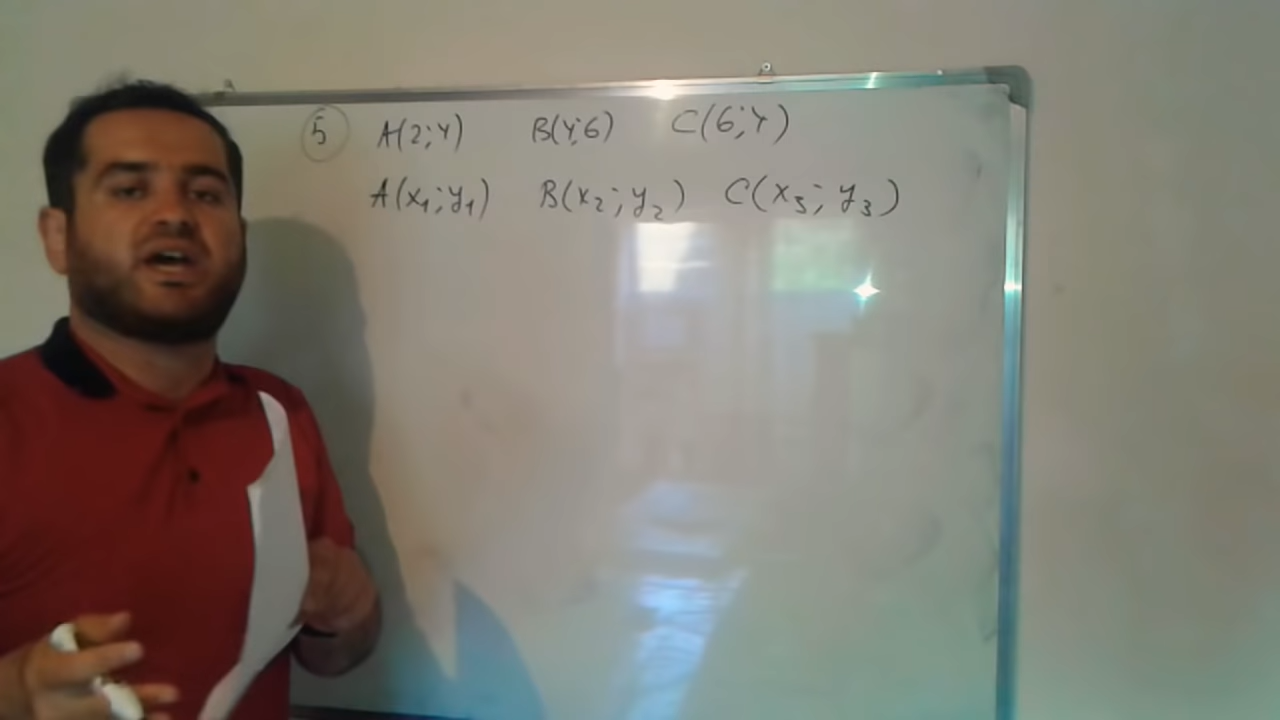 5 A(2;4) B(4;6) C(6;4)
A(x₁;y₁) B(x₂;y₂) C(x₃;y₃)